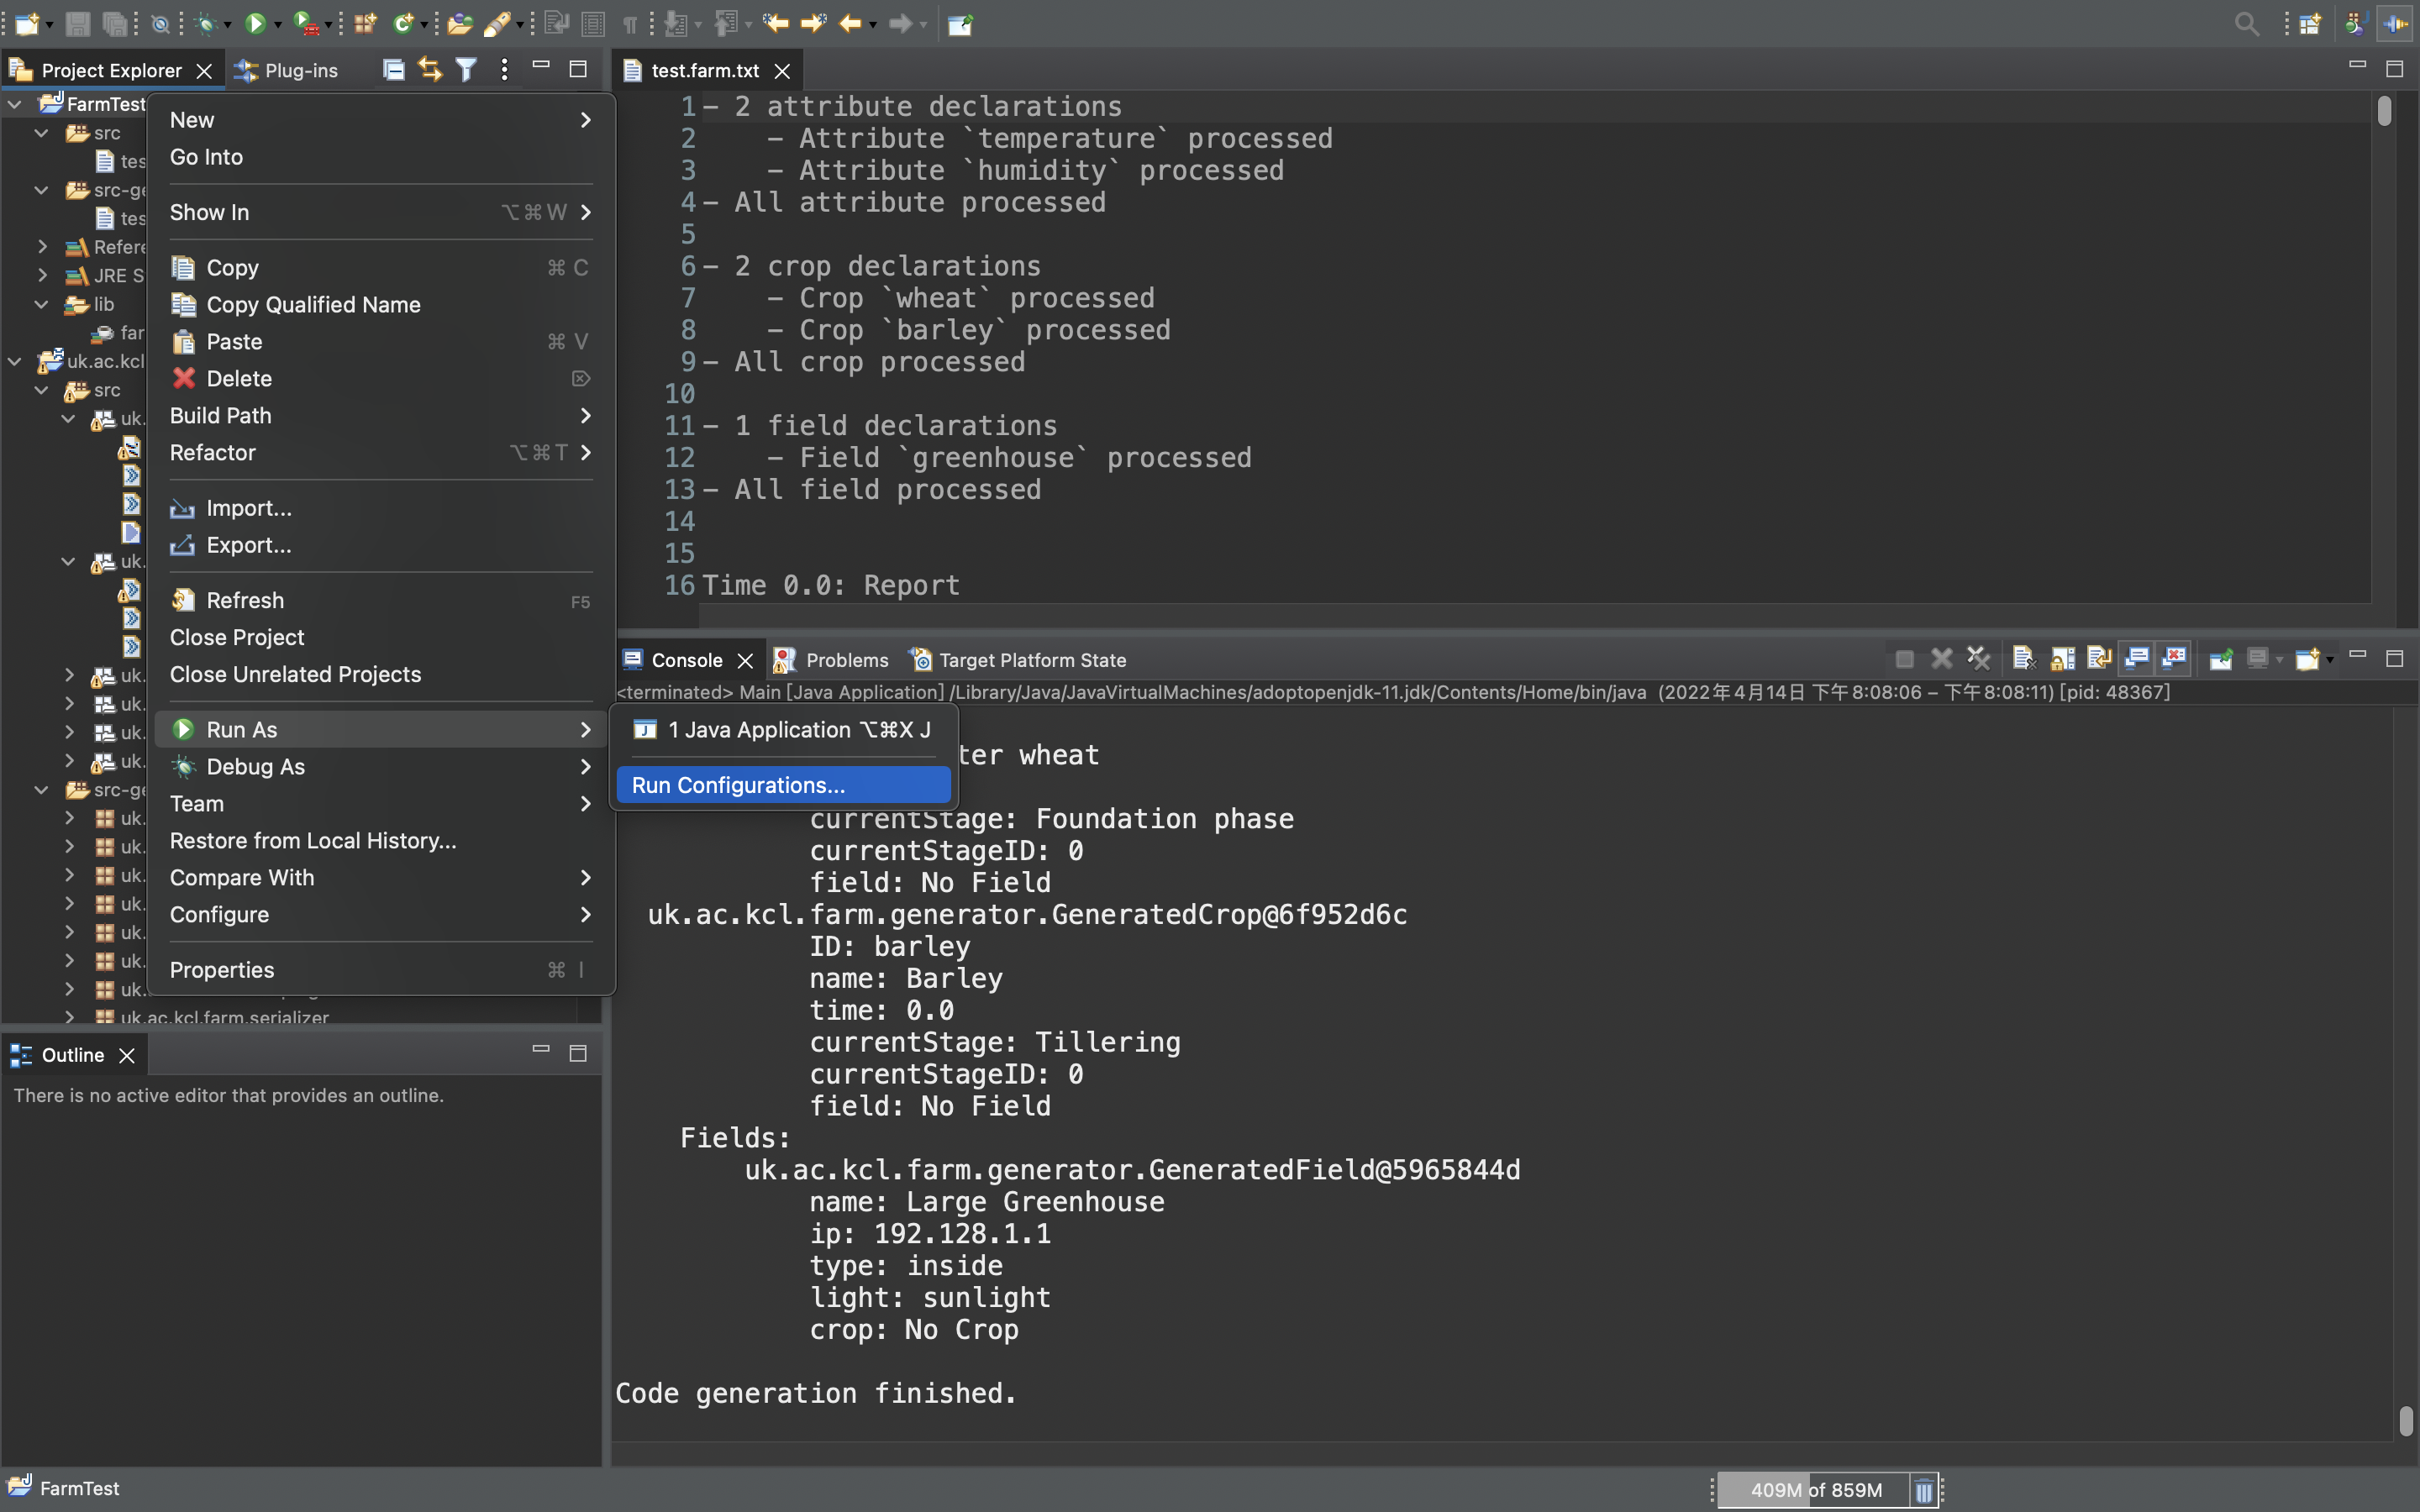 Project Explorer
Plug-ins
test.farm.txt
FarmTest
src
tes
src-ge
tes
Refere
JRE S
lib
far
uk.ac.kcl
src
uk.
uk.
uk.
uk.
uk.
uk.
src-ge
uk.
uk.
uk.
uk.
uk.
uk.
uk.
uk.ac.kcl.farm.serializer
New
Go Into
Show In ⌥⌘W
Copy ⌘C
Copy Qualified Name
Paste ⌘V
Delete ⌦
Build Path
Refactor ⌥⌘T
Import...
Export...
Refresh F5
Close Project
Close Unrelated Projects
Run As
Debug As
Team
Restore from Local History...
Compare With
Configure
Properties ⌘I
1 Java Application ⌥⌘X J
Run Configurations...
1 - 2 attribute declarations
2 - Attribute `temperature` processed
3 - Attribute `humidity` processed
4 - All attribute processed
5
6 - 2 crop declarations
7 - Crop `wheat` processed
8 - Crop `barley` processed
9 - All crop processed
10
11 - 1 field declarations
12 - Field `greenhouse` processed
13 - All field processed
14
15
16 Time 0.0: Report
Console
Problems
Target Platform State
<terminated> Main [Java Application] /Library/Java/JavaVirtualMachines/adoptopenjdk-11.jdk/Contents/Home/bin/java (2022年4月14日 下午8:08:06 – 下午8:08:11) [pid: 48367]
ter wheat
currentStage: Foundation phase
currentStageID: 0
field: No Field
uk.ac.kcl.farm.generator.GeneratedCrop@6f952d6c
ID: barley
name: Barley
time: 0.0
currentStage: Tillering
currentStageID: 0
field: No Field
Fields:
uk.ac.kcl.farm.generator.GeneratedField@5965844d
name: Large Greenhouse
ip: 192.128.1.1
type: inside
light: sunlight
crop: No Crop
Code generation finished.
Outline
There is no active editor that provides an outline.
FarmTest
409M of 859M